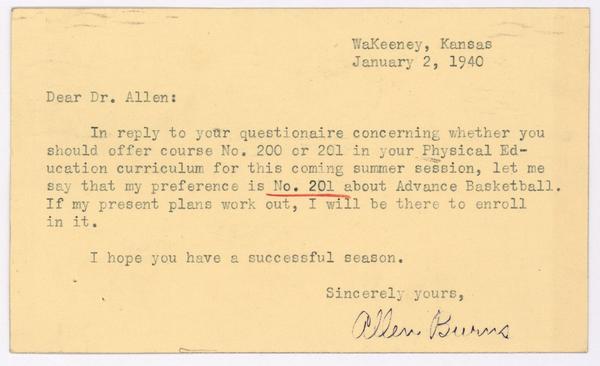 WaKeeney, Kansas
January 2, 1940
Dear Dr. Allen:
In reply to your questionaire concerning whether you
should offer course No. 200 or 201 in your Physical Ed-
ucation curriculum for this coming summer session, let me
say that my preference is No. 201 about Advance Basketball.
If my present plans work out, I will be there to enroll
in it.
I hope you have a successful season.
Sincerely yours,
Allen Burns